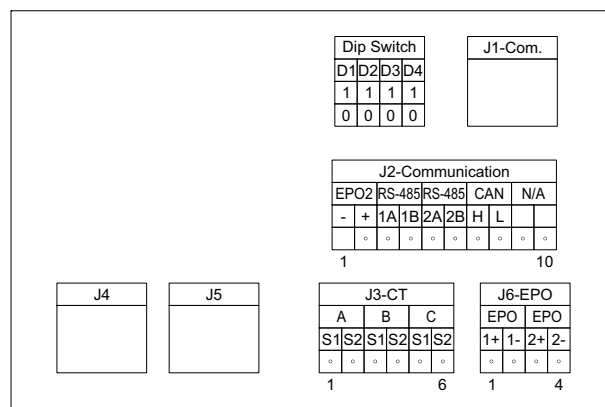 Dip Switch
D1 D2 D3 D4
1 1 1 1
0 0 0 0
J1-Com.
J2-Communication
EPO2 RS-485 RS-485 CAN N/A
- + 1A 1B 2A 2B H L
1 10
J4
J5
J3-CT
A B C
S1 S2 S1 S2 S1 S2
1 6
J6-EPO
EPO EPO
1+ 1- 2+ 2-
1 4